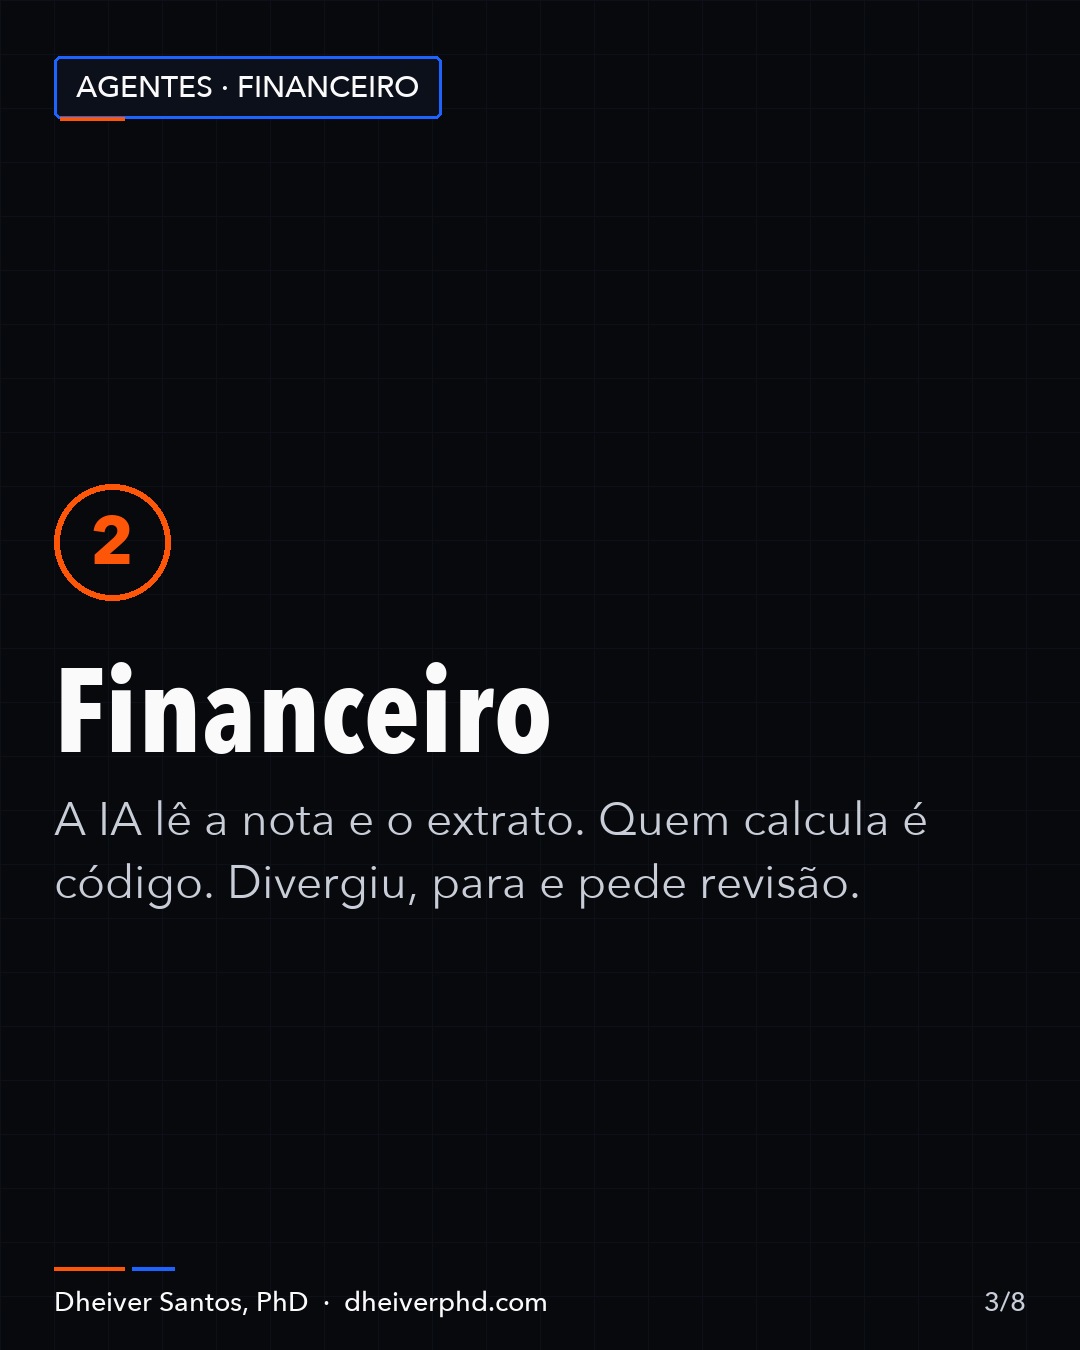 AGENTES · FINANCEIRO
2
Financeiro
A IA lê a nota e o extrato. Quem calcula é
código. Divergiu, para e pede revisão.
Dheiver Santos, PhD · dheiverphd.com
3/8